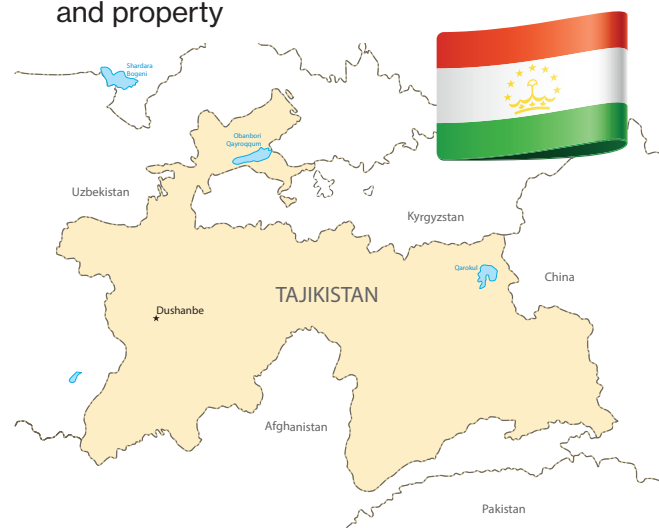 and property
Shardara
Bogeni
Obanbori
Qayroqqum
Uzbekistan
Kyrgyzstan
Qarokul
China
TAJIKISTAN
Dushanbe
Afghanistan
Pakistan